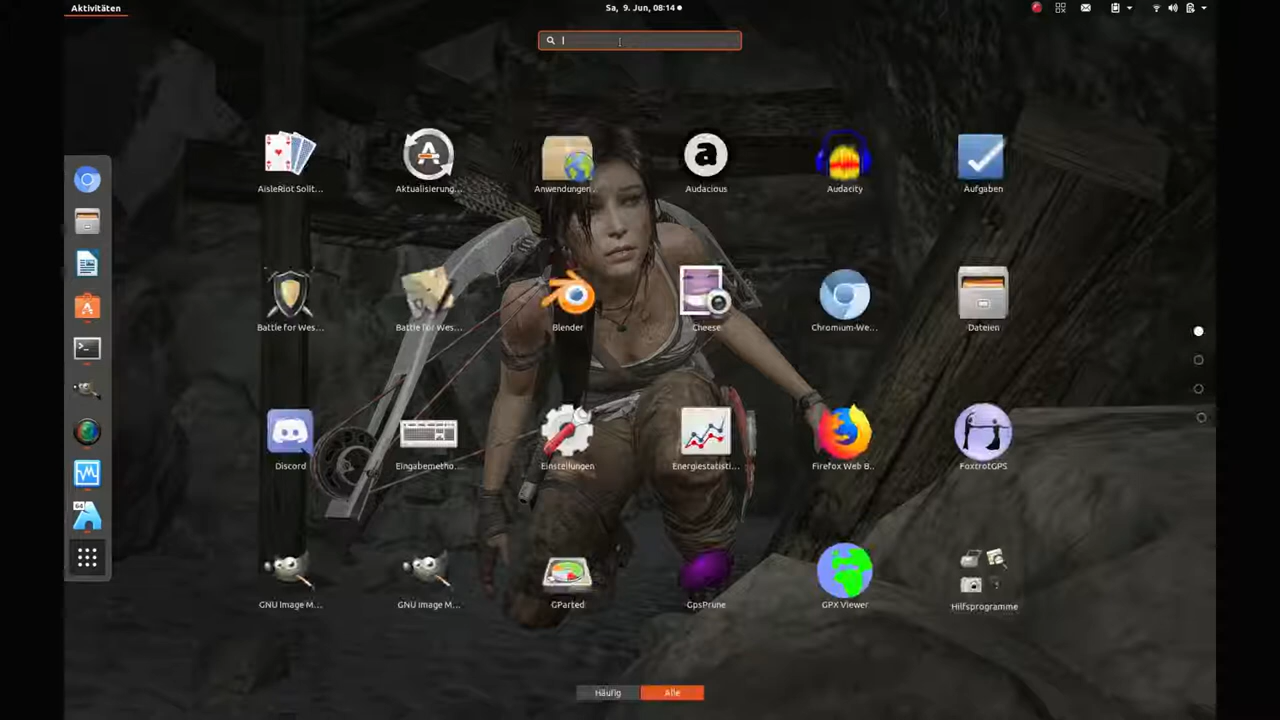 Aktivitäten
Sa, 9. Jun, 08:14
AisleRiot Solit...
Aktualisierung...
Anwendungen...
Audacious
Audacity
Aufgaben
Battle for Wes...
Battle for Wes...
Blender
Cheese
Chromium-We...
Dateien
Discord
Eingabemetho...
Einstellungen
Energiestatisti...
Firefox Web B...
FoxtrotGPS
64
GNU Image M...
GNU Image M...
GParted
GpsPrune
GPX Viewer
Hilfsprogramme
Häufig
Alle